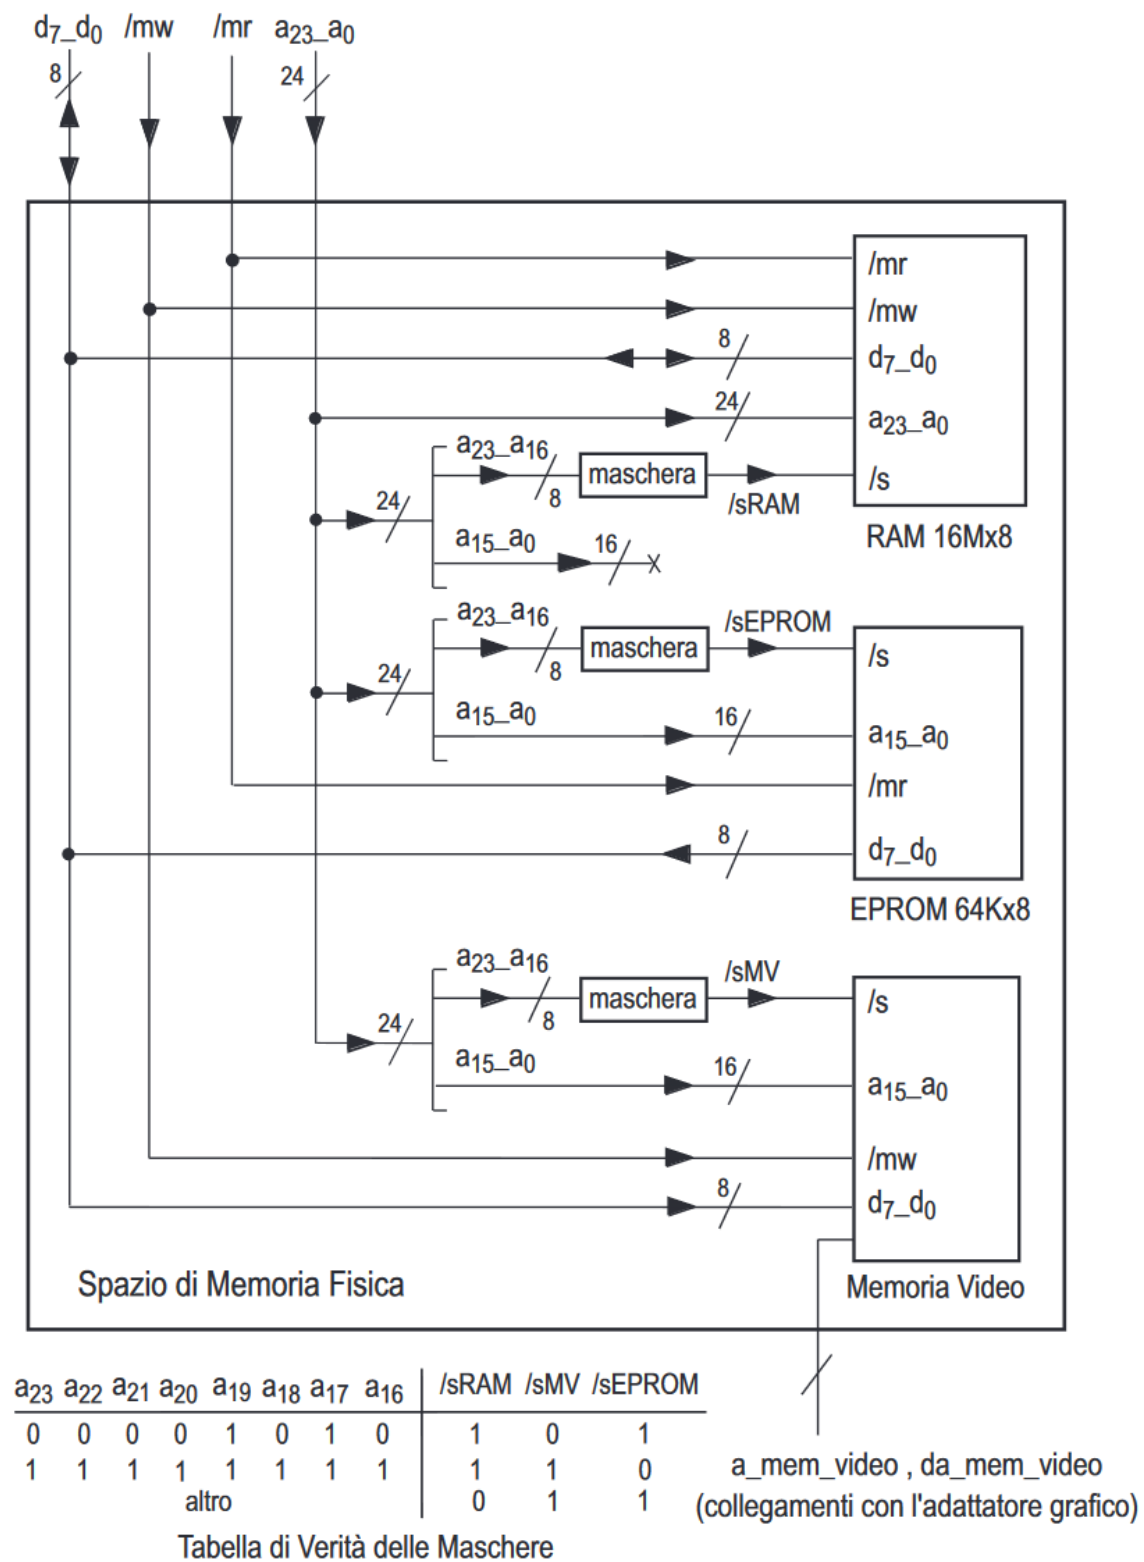 d7_d0 /mw /mr a23_a0
8 24
/mr
/mw
8 d7_d0
24 a23_a0
a23_a16
8
maschera
/sRAM
/s
24
a15_a0 16
RAM 16Mx8
a23_a16
8
maschera
/sEPROM
/s
24
a15_a0 16 a15_a0
/mr
8 d7_d0
EPROM 64Kx8
a23_a16
8
maschera
/sMV
/s
24
a15_a0 16 a15_a0
/mw
8 d7_d0
Spazio di Memoria Fisica
Memoria Video
a23 a22 a21 a20 a19 a18 a17 a16 /sRAM /sMV /sEPROM
0 0 0 0 1 0 1 0 1 0 1
1 1 1 1 1 1 1 1 1 1 0
altro 0 1 1
Tabella di Verità delle Maschere
a_mem_video , da_mem_video
(collegamenti con l'adattatore grafico)